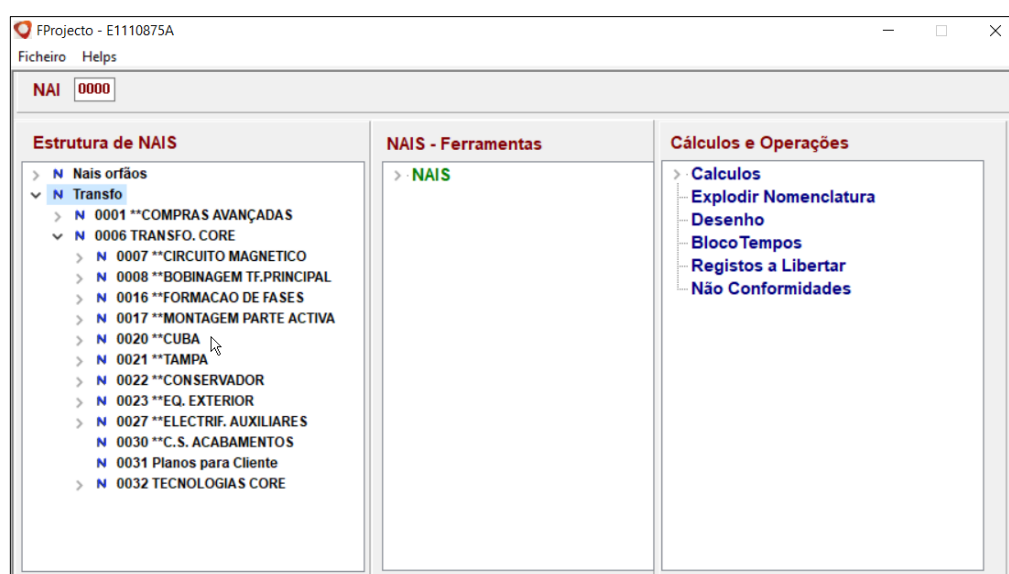 FProjecto - E1110875A
Ficheiro Helps
NAI 0000
Estrutura de NAIS
N Nais orfãos
N Transfo
N 0001 **COMPRAS AVANÇADAS
N 0006 TRANSFO. CORE
N 0007 **CIRCUITO MAGNETICO
N 0008 **BOBINAGEM TF.PRINCIPAL
N 0016 **FORMACAO DE FASES
N 0017 **MONTAGEM PARTE ACTIVA
N 0020 **CUBA
N 0021 **TAMPA
N 0022 **CONSERVADOR
N 0023 **EQ. EXTERIOR
N 0027 **ELECTRIF. AUXILIARES
N 0030 **C.S. ACABAMENTOS
N 0031 Planos para Cliente
N 0032 TECNOLOGIAS CORE
NAIS - Ferramentas
NAIS
Cálculos e Operações
Calculos
Explodir Nomenclatura
Desenho
Bloco Tempos
Registos a Libertar
Não Conformidades